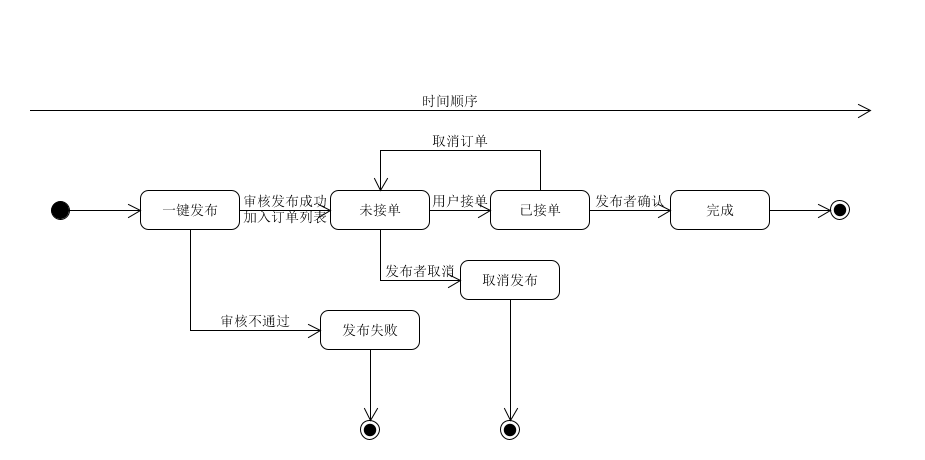 时间顺序
取消订单
一键发布
审核发布成功
加入订单列表
未接单
用户接单
已接单
发布者确认
完成
发布者取消
取消发布
审核不通过
发布失败